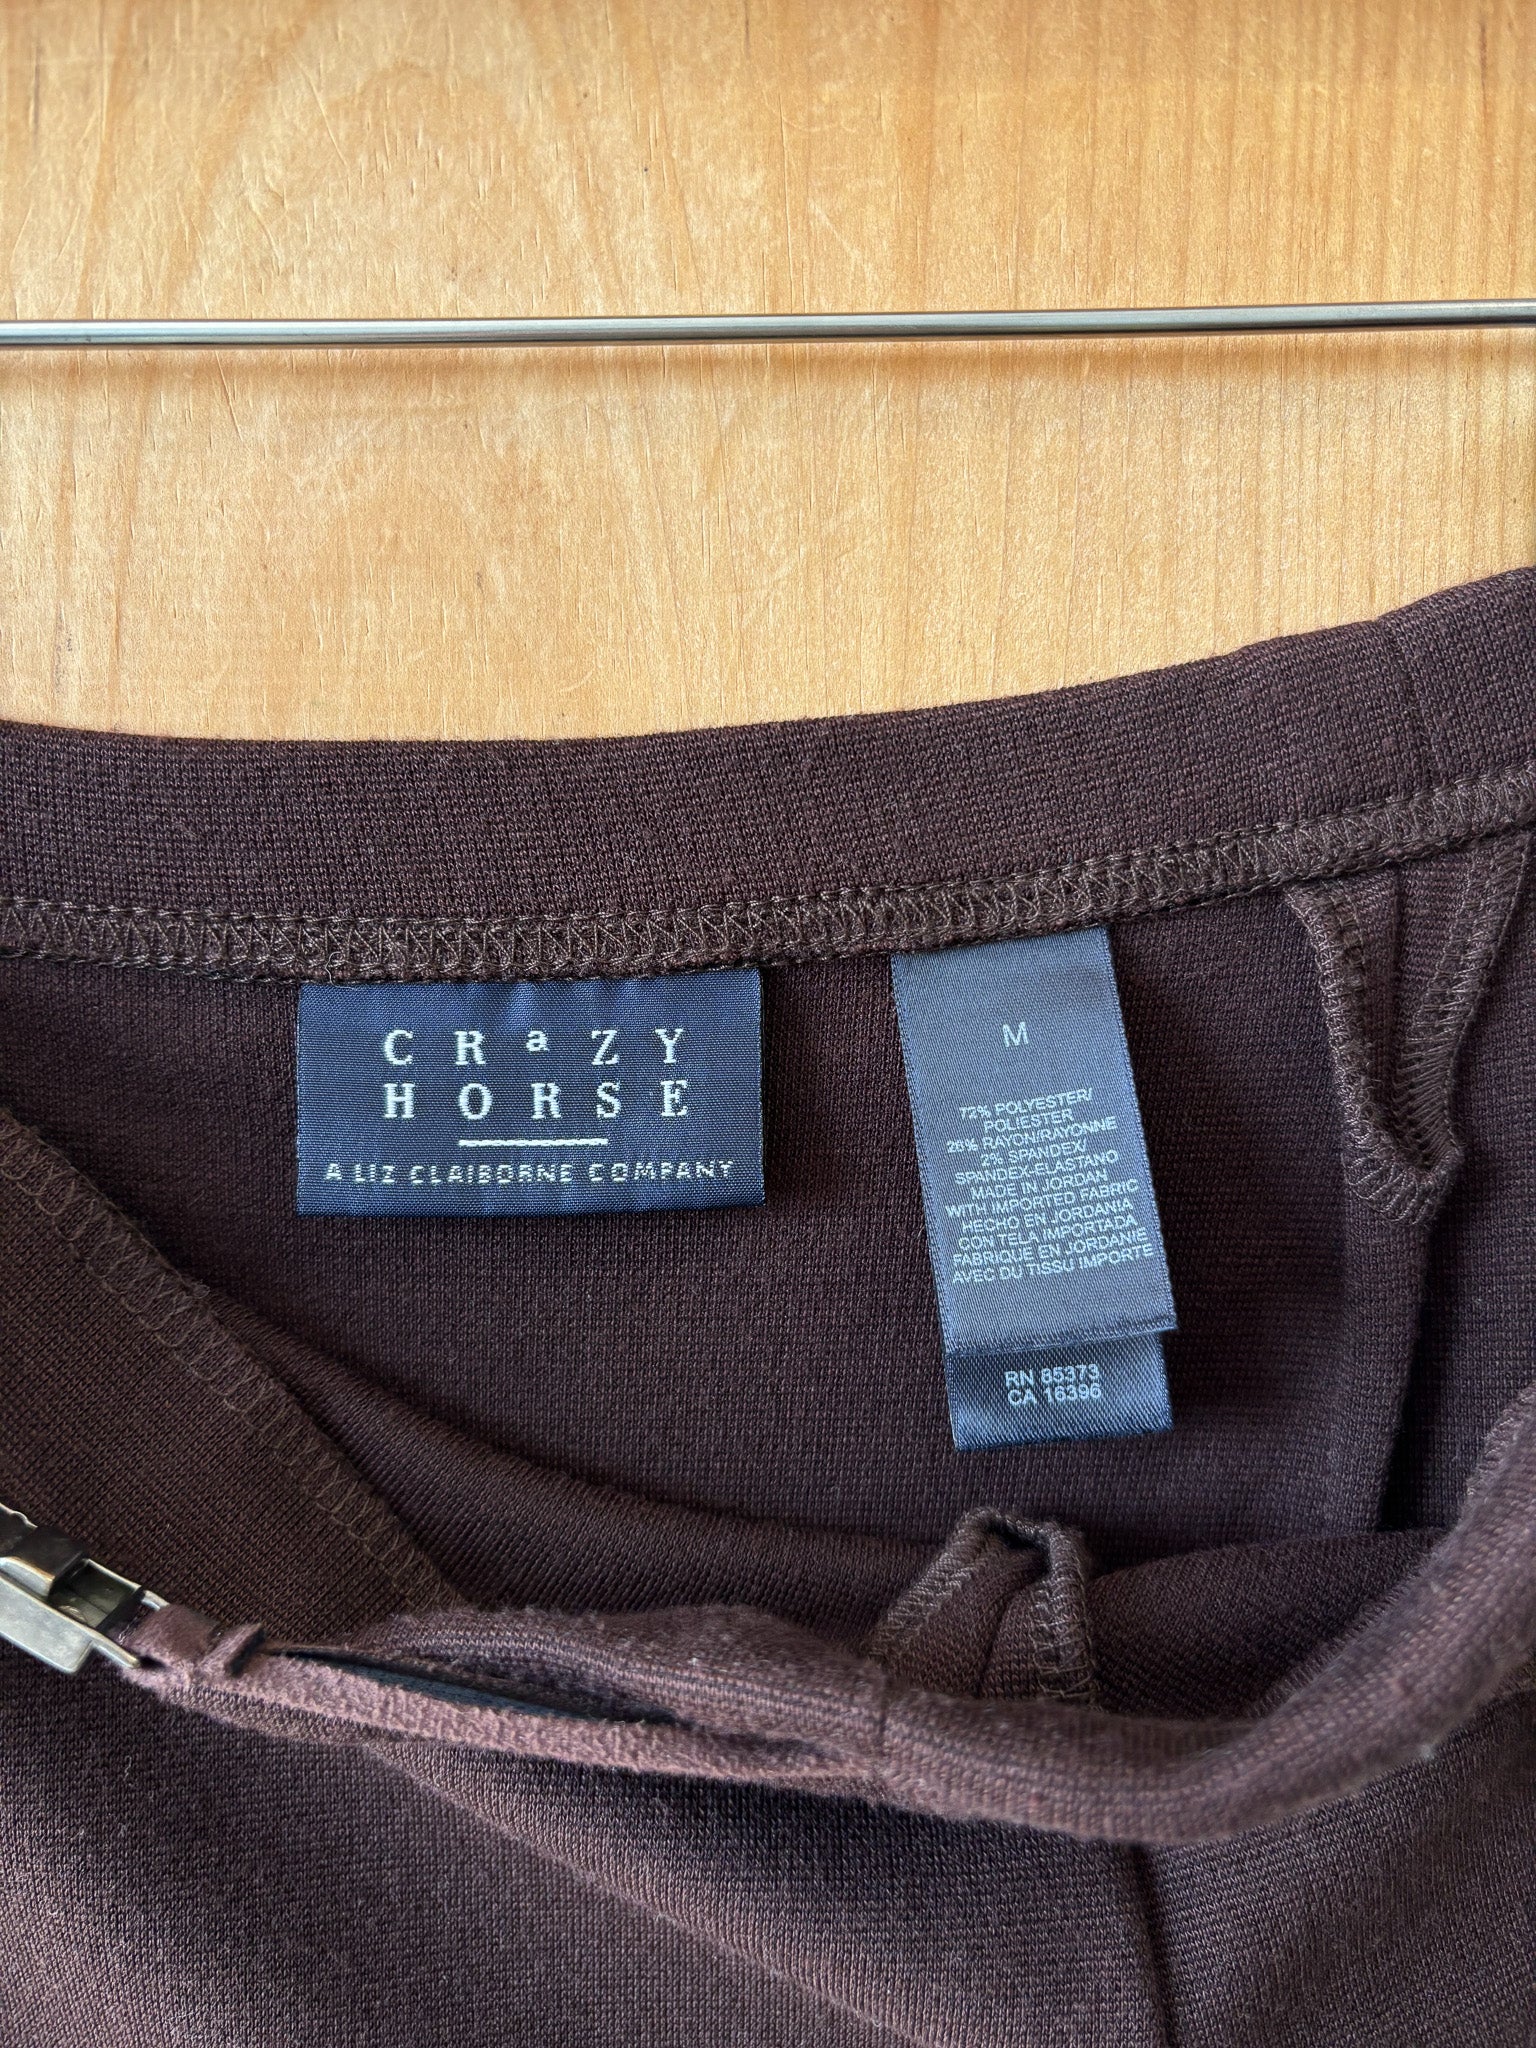 CRaZY
HORSE
A LIZ CLAIBORNE COMPANY
M
72% POLYESTER/
POLIESTER
26% RAYON/RAYONNE
2% SPANDEX/
SPANDEX-ELASTANO
MADE IN JORDAN
WITH IMPORTED FABRIC
HECHO EN JORDANIA
CON TELA IMPORTADA
FABRIQUE EN JORDANIE
AVEC DU TISSU IMPORTE
RN 85373
CA 16396